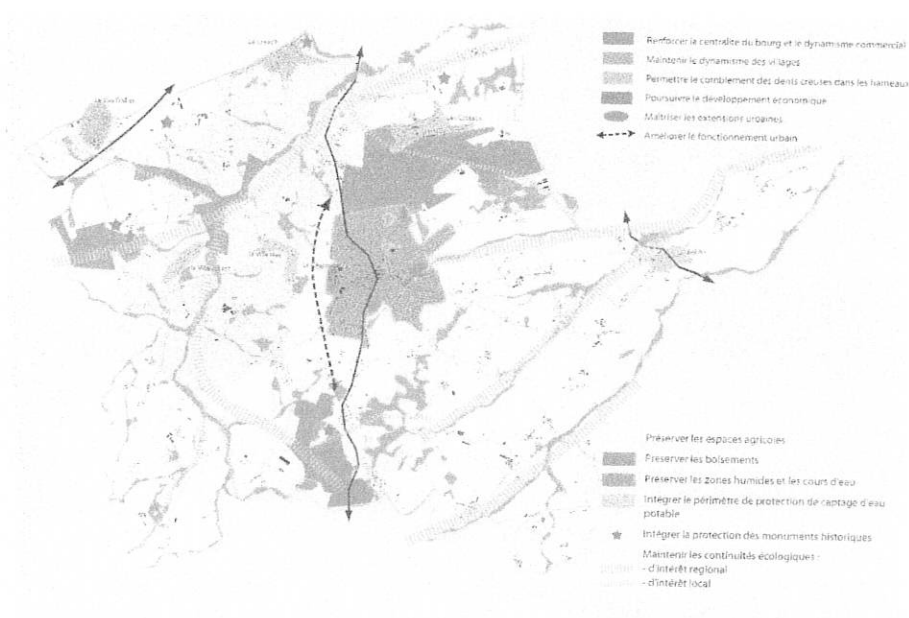 Renforcer la centralite du bourg et le dynamisme commercial
Maintenir le dynamisme des villages
Permettre le comblement des dents creuses dans les hameaux
Poursuivre le développement économique
Maîtriser les extentions urbaines
Améliorer le fonctionnement urbain
Préserver les espaces agricoles
Préserver les boisements
Préserver les zones humides et les cours d'eau
Intégrer le périmètre de protection de captage d'eau
potable
Intégrer la protection des monuments historiques
Maintenir les continuités écologiques :
- d'intérêt regional
- d'intérêt local